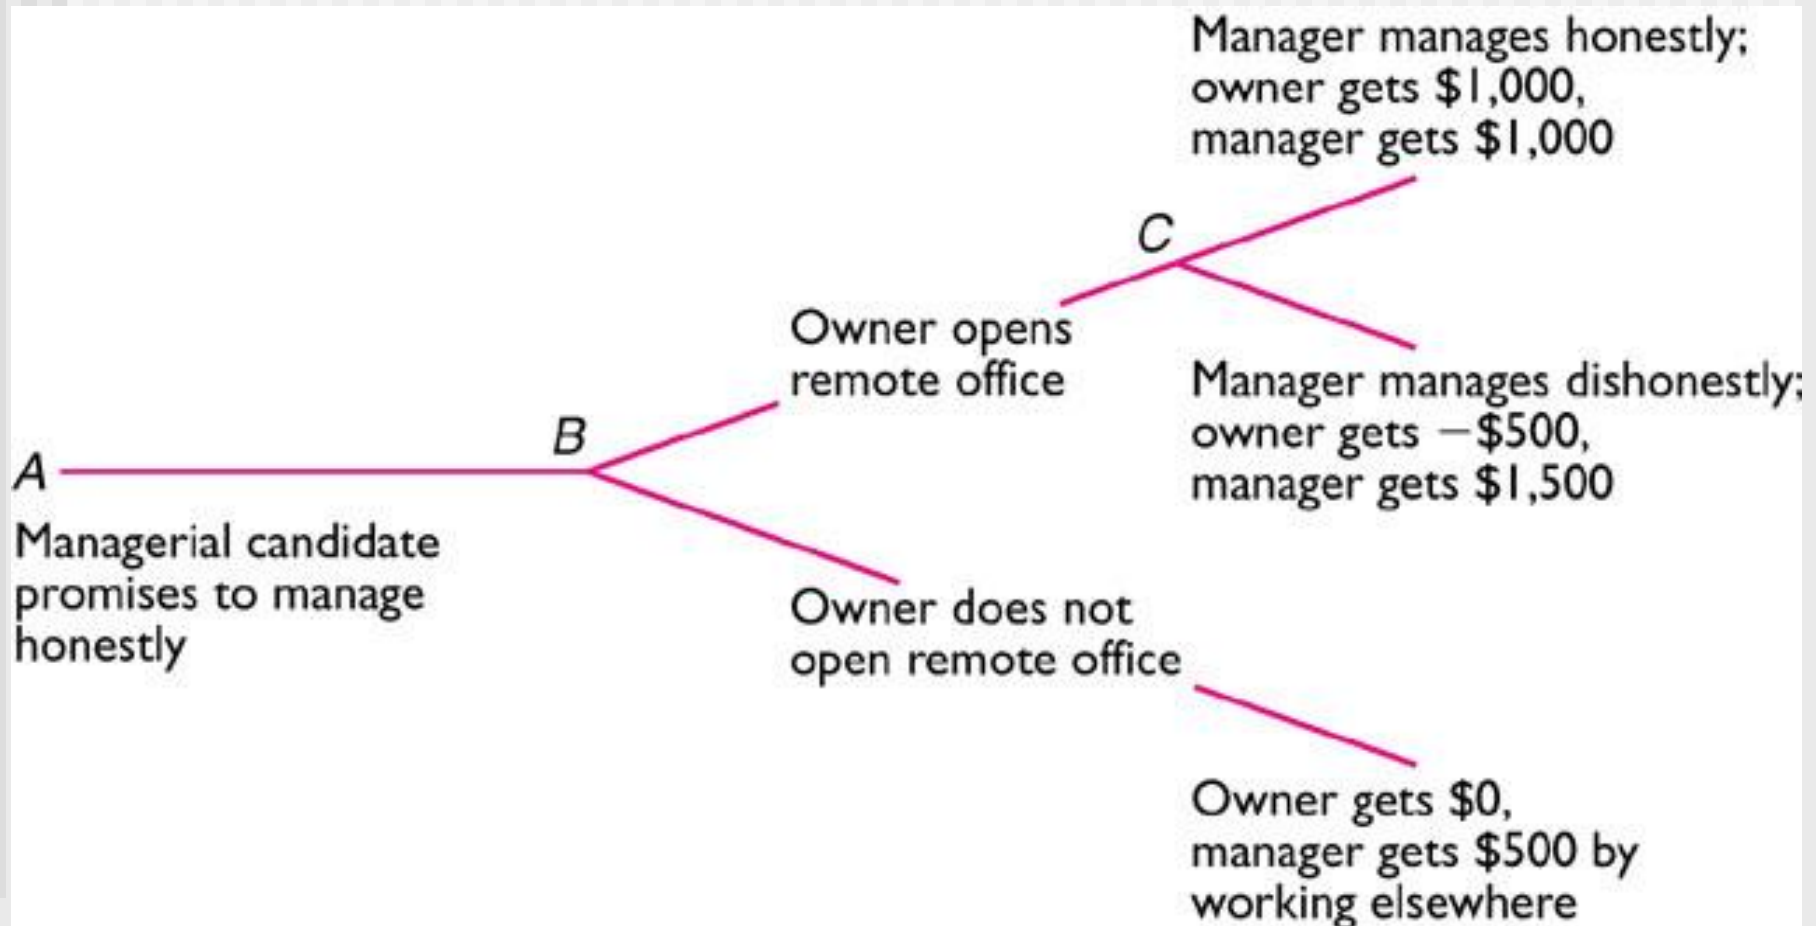 Manager manages honestly;
owner gets $1,000,
manager gets $1,000
C
Owner opens
remote office
Manager manages dishonestly;
owner gets −$500,
manager gets $1,500
B
A
Managerial candidate
promises to manage
honestly
Owner does not
open remote office
Owner gets $0,
manager gets $500 by
working elsewhere